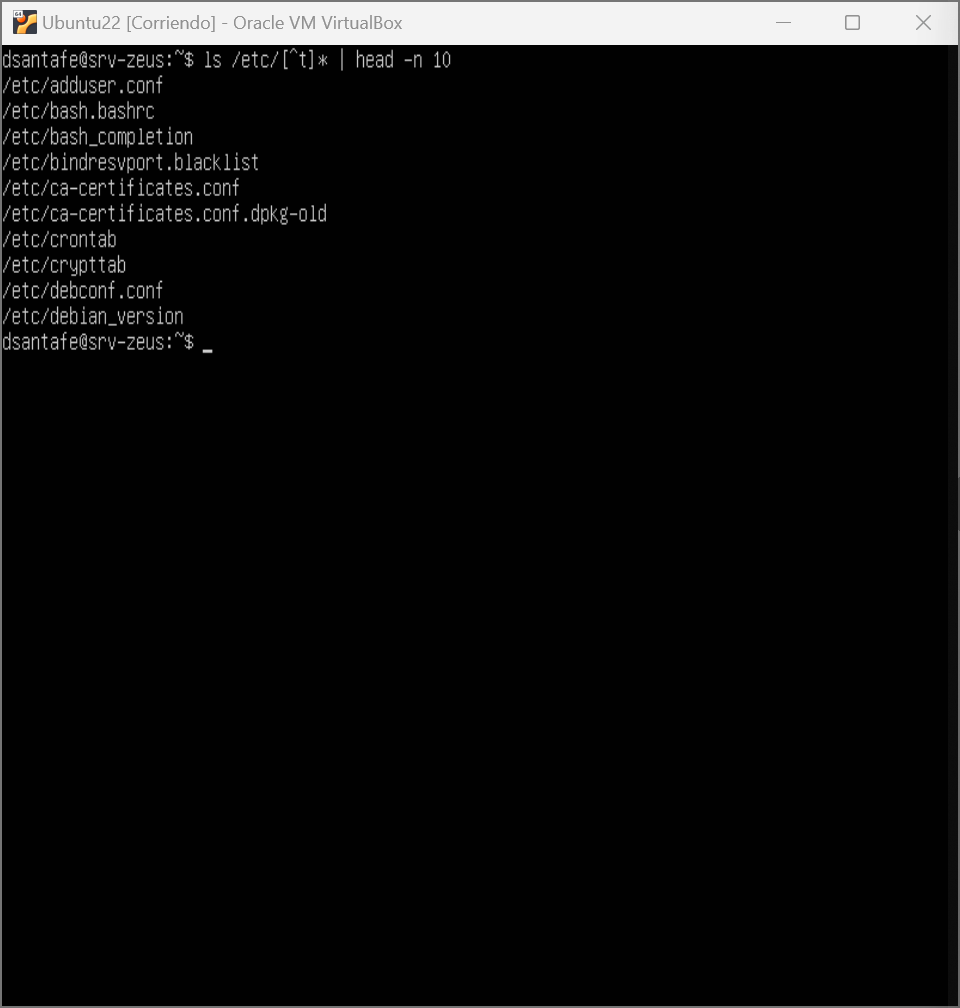 Ubuntu22 [Corriendo] - Oracle VM VirtualBox
dsantafe@srv-zeus:~$ ls /etc/[^t]* | head -n 10
/etc/adduser.conf
/etc/bash.bashrc
/etc/bash_completion
/etc/bindresvport.blacklist
/etc/ca-certificates.conf
/etc/ca-certificates.conf.dpkg-old
/etc/crontab
/etc/crypttab
/etc/debconf.conf
/etc/debian_version
dsantafe@srv-zeus:~$ _